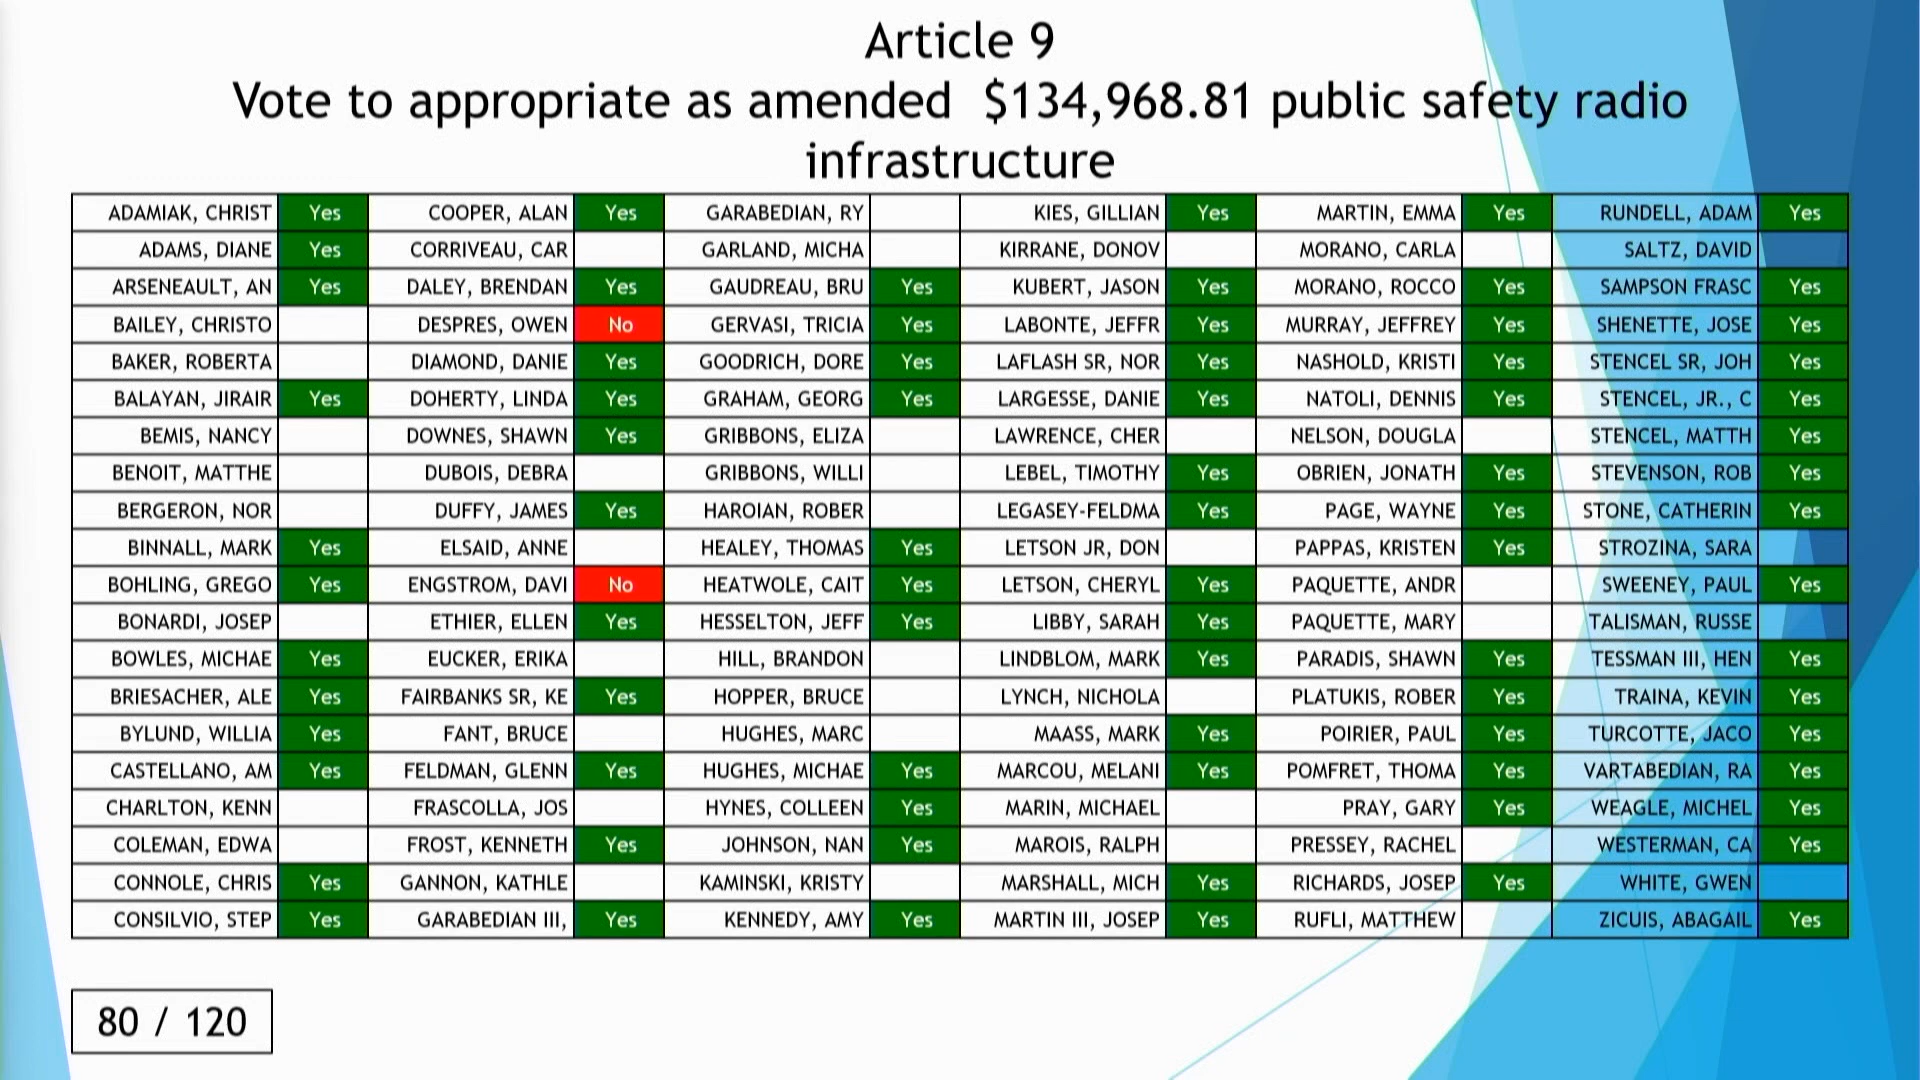 Article 9
Vote to appropriate as amended $134,968.81 public safety radio
infrastructure
ADAMIAK, CHRIST Yes COOPER, ALAN Yes GARABEDIAN, RY KIES, GILLIAN Yes MARTIN, EMMA Yes RUNDELL, ADAM Yes
ADAMS, DIANE Yes CORRIVEAU, CAR GARLAND, MICHA KIRRANE, DONOV MORANO, CARLA SALTZ, DAVID
ARSENEAULT, AN Yes DALEY, BRENDAN Yes GAUDREAU, BRU Yes KUBERT, JASON Yes MORANO, ROCCO Yes SAMPSON FRASC Yes
BAILEY, CHRISTO DESPRES, OWEN No GERVASI, TRICIA Yes LABONTE, JEFFR Yes MURRAY, JEFFREY Yes SHENETTE, JOSE Yes
BAKER, ROBERTA DIAMOND, DANIE Yes GOODRICH, DORE Yes LAFLASH SR, NOR Yes NASHOLD, KRISTI Yes STENCEL SR, JOH Yes
BALAYAN, JIRAIR Yes DOHERTY, LINDA Yes GRAHAM, GEORG Yes LARGESSE, DANIE Yes NATOLI, DENNIS Yes STENCEL, JR., C Yes
BEMIS, NANCY DOWNES, SHAWN Yes GRIBBONS, ELIZA LAWRENCE, CHER NELSON, DOUGLA STENCEL, MATTH Yes
BENOIT, MATTHE DUBOIS, DEBRA GRIBBONS, WILLI LEBEL, TIMOTHY Yes OBRIEN, JONATH Yes STEVENSON, ROB Yes
BERGERON, NOR DUFFY, JAMES Yes HAROIAN, ROBER LEGASEY-FELDMA Yes PAGE, WAYNE Yes STONE, CATHERIN Yes
BINNALL, MARK Yes ELSAID, ANNE HEALEY, THOMAS Yes LETSON JR, DON PAPPAS, KRISTEN Yes STROZINA, SARA
BOHLING, GREGO Yes ENGSTROM, DAVI No HEATWOLE, CAIT Yes LETSON, CHERYL Yes PAQUETTE, ANDR SWEENEY, PAUL Yes
BONARDI, JOSEP ETHIER, ELLEN Yes HESSELTON, JEFF Yes LIBBY, SARAH Yes PAQUETTE, MARY TALISMAN, RUSSE
BOWLES, MICHAE Yes EUCKER, ERIKA HILL, BRANDON LINDBLOM, MARK Yes PARADIS, SHAWN Yes TESSMAN III, HEN Yes
BRIESACHER, ALE Yes FAIRBANKS SR, KE Yes HOPPER, BRUCE LYNCH, NICHOLA PLATUKIS, ROBER Yes TRAINA, KEVIN Yes
BYLUND, WILLIA Yes FANT, BRUCE HUGHES, MARC MAASS, MARK Yes POIRIER, PAUL Yes TURCOTTE, JACO Yes
CASTELLANO, AM Yes FELDMAN, GLENN Yes HUGHES, MICHAE Yes MARCOU, MELANI Yes POMFRET, THOMA Yes VARTABEDIAN, RA Yes
CHARLTON, KENN FRASCOLLA, JOS HYNES, COLLEEN Yes MARIN, MICHAEL PRAY, GARY Yes WEAGLE, MICHEL Yes
COLEMAN, EDWA FROST, KENNETH Yes JOHNSON, NAN Yes MAROIS, RALPH PRESSEY, RACHEL WESTERMAN, CA Yes
CONNOLE, CHRIS Yes GANNON, KATHLE KAMINSKI, KRISTY MARSHALL, MICH Yes RICHARDS, JOSEP Yes WHITE, GWEN
CONSILVIO, STEP Yes GARABEDIAN III, Yes KENNEDY, AMY Yes MARTIN III, JOSEP Yes RUFLI, MATTHEW ZICUIS, ABAGAIL Yes
80 / 120